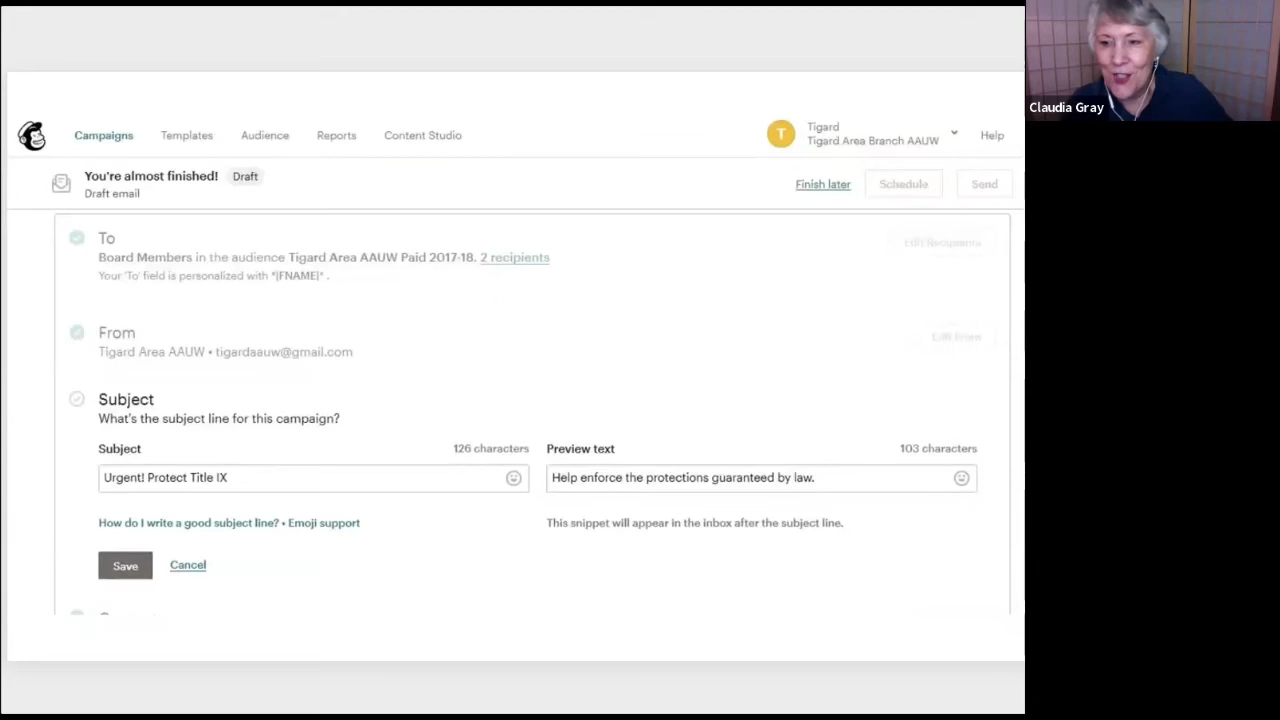 Claudia Gray
Campaigns Templates Audience Reports Content Studio
T Tigard
Tigard Area Branch AAUW
Help
You're almost finished! Draft
Draft email
Finish later Schedule Send
To
Edit Recipients
Board Members in the audience Tigard Area AAUW Paid 2017-18. 2 recipients
Your 'To' field is personalized with *|FNAME|* .
From
Edit From
Tigard Area AAUW • tigardaauw@gmail.com
Subject
What's the subject line for this campaign?
Subject 126 characters Preview text 103 characters
Urgent! Protect Title IX Help enforce the protections guaranteed by law.
How do I write a good subject line? • Emoji support This snippet will appear in the inbox after the subject line.
Save Cancel